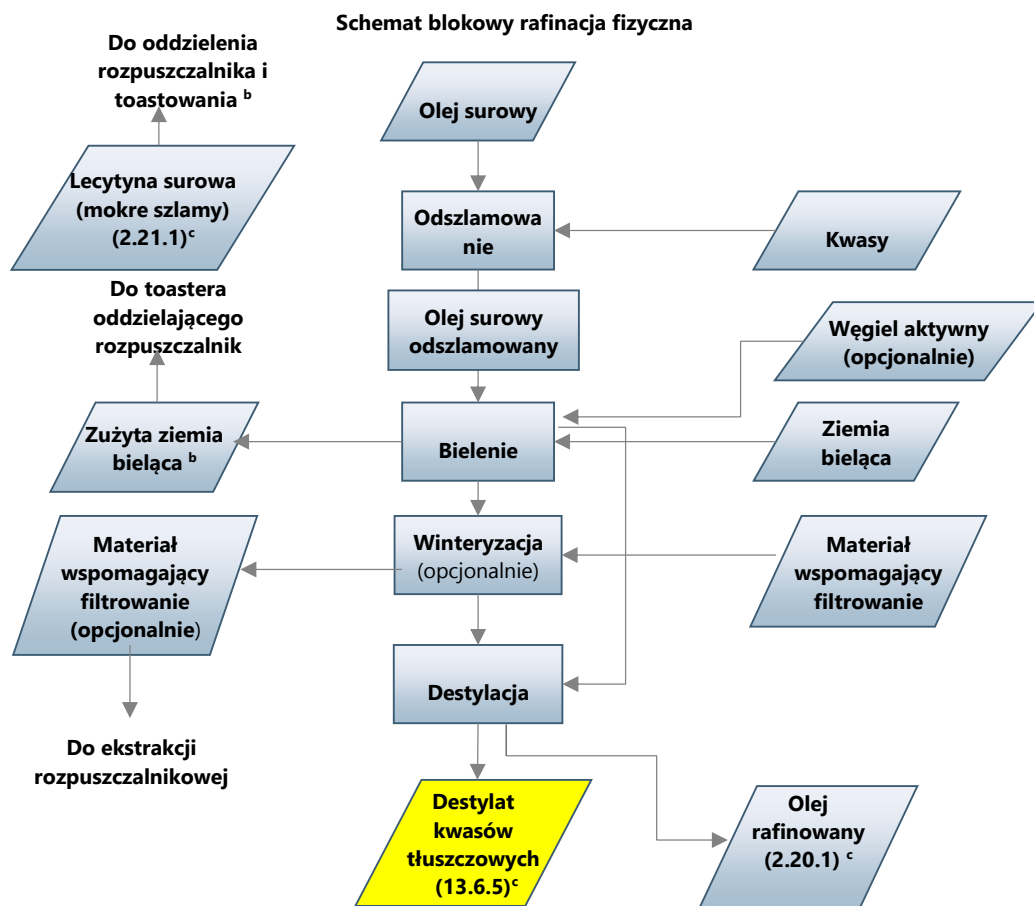 Schemat blokowy rafinacja fizyczna
Do oddzielenia
rozpuszczalnika i
toastowania b
Olej surowy
Lecytyna surowa
(mokre szlamy)
(2.21.1)c
Odszlamowa
nie
Kwasy
Do toastera
oddzielającego
rozpuszczalnik
Olej surowy
odszlamowany
Węgiel aktywny
(opcjonalnie)
Zużyta ziemia
bieląca b
Bielenie
Ziemia
bieląca
Materiał
wspomagający
filtrowanie
(opcjonalnie)
Winteryzacja
(opcjonalnie)
Materiał
wspomagający
filtrowanie
Destylacja
Do ekstrakcji
rozpuszczalnikowej
Destylat
kwasów
tłuszczowych
(13.6.5)c
Olej
rafinowany
(2.20.1) c